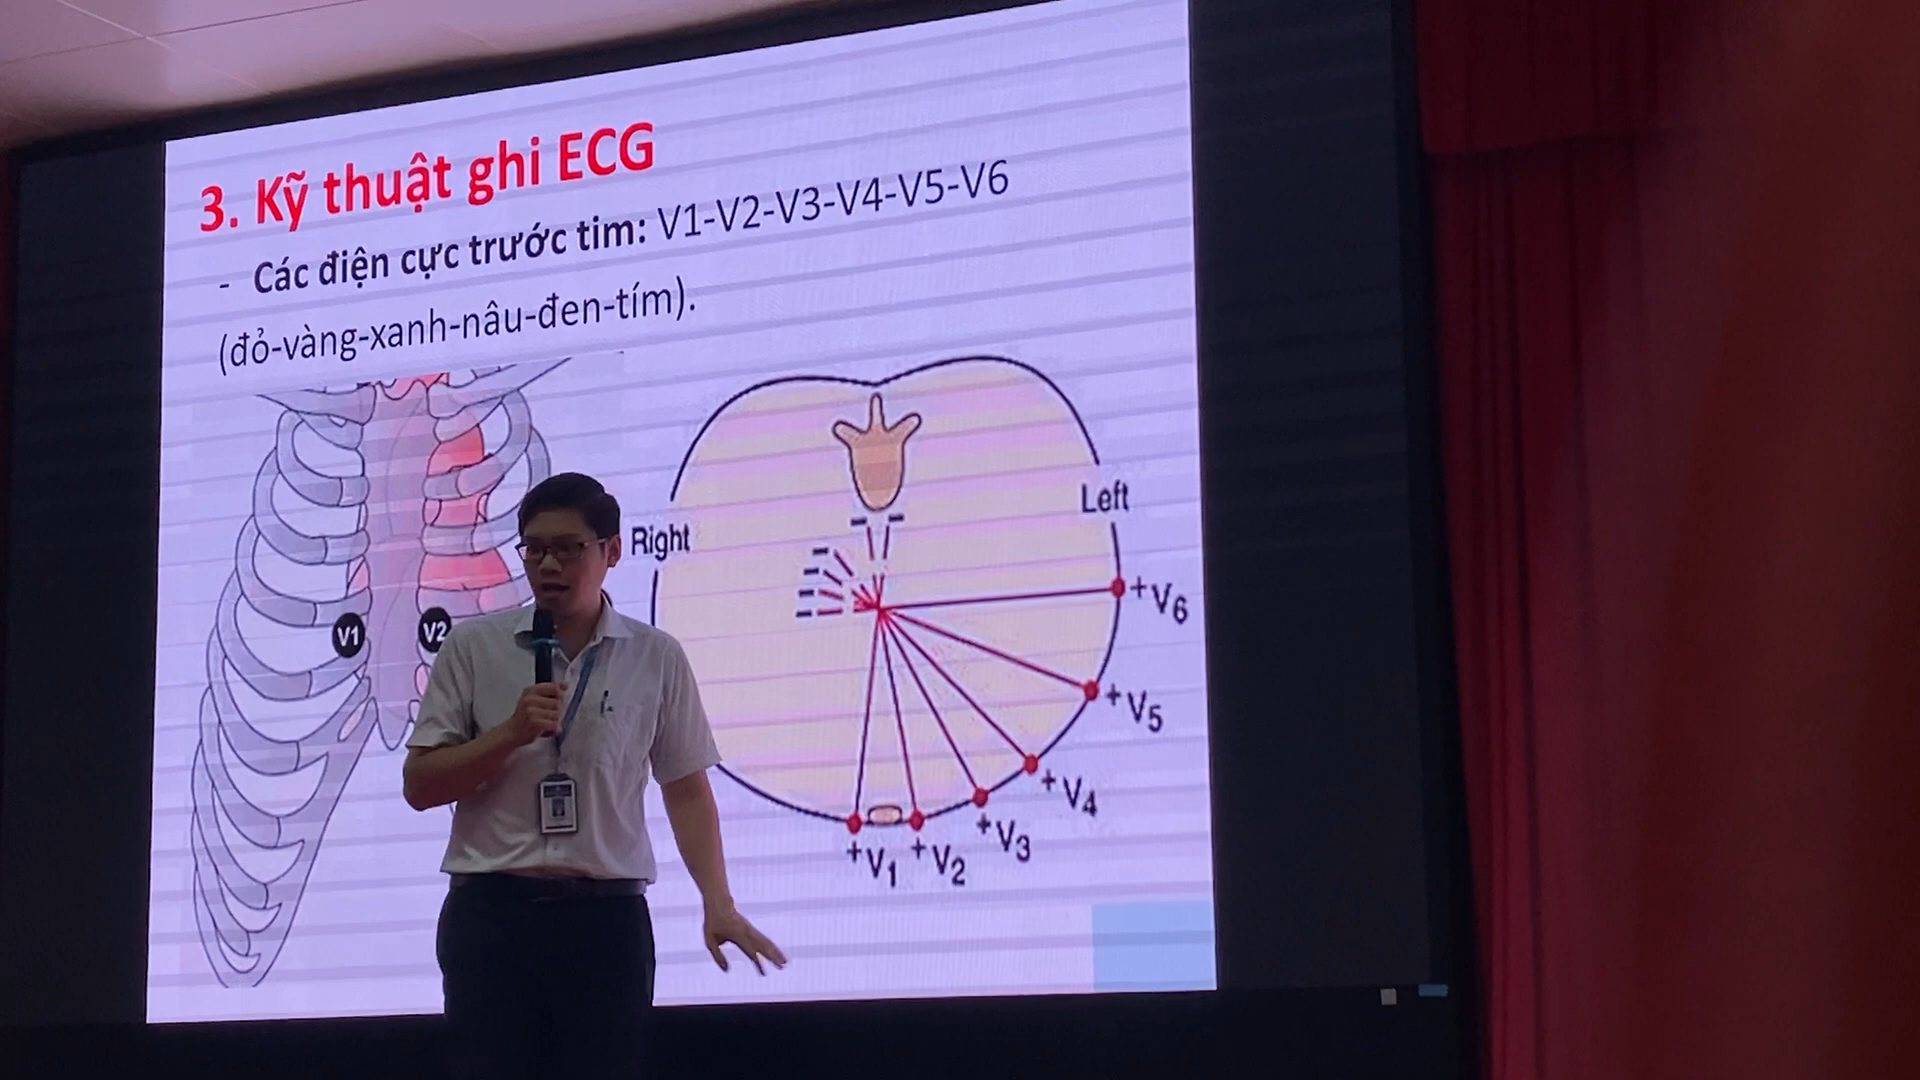 3. Kỹ thuật ghi ECG
- Các điện cực trước tim: V1-V2-V3-V4-V5-V6
(đỏ-vàng-xanh-nâu-đen-tím).
Left
Right
+V6
V1
V2
+V5
+V4
+V3
+V1
+V2